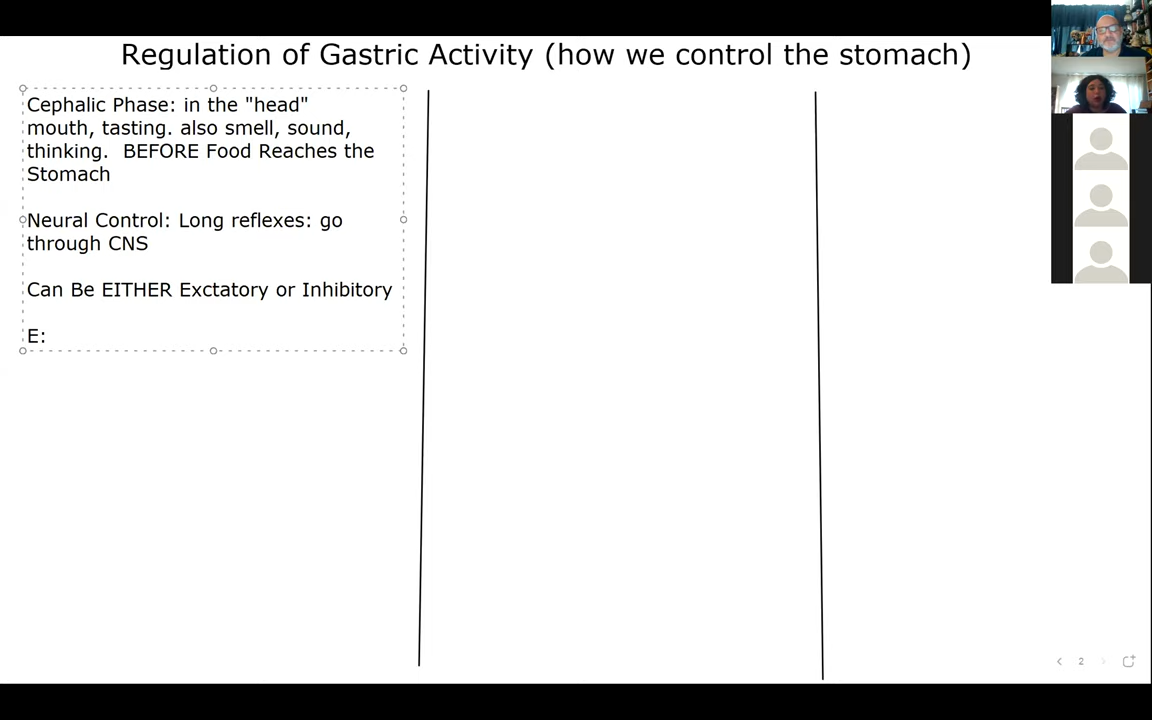 Regulation of Gastric Activity (how we control the stomach)
Cephalic Phase: in the "head"
mouth, tasting. also smell, sound,
thinking.  BEFORE Food Reaches the
Stomach
Neural Control: Long reflexes: go
through CNS
Can Be EITHER Exctatory or Inhibitory
E:
2